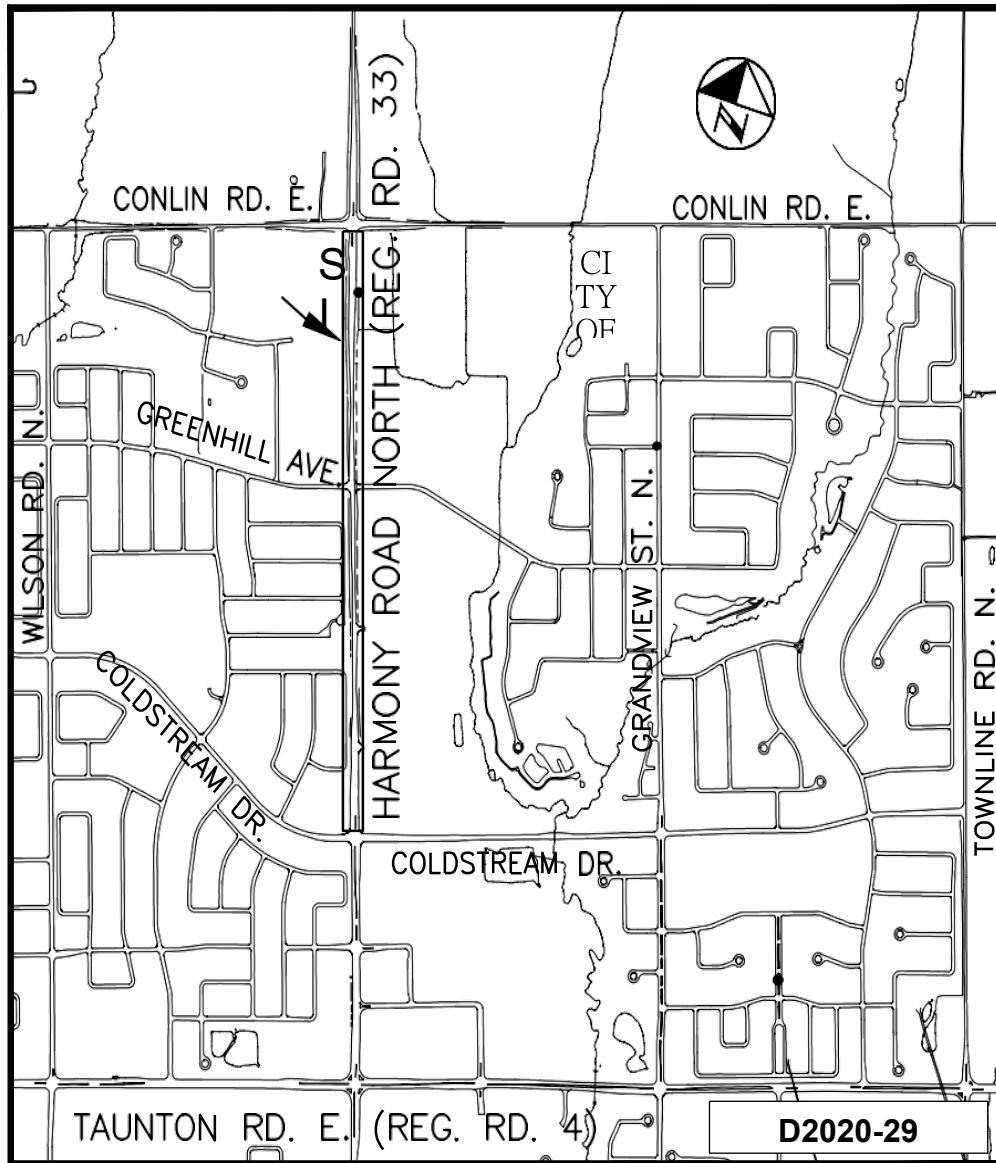 HARMONY ROAD NORTH (REG. RD. 33)
N
CONLIN RD. E.
CONLIN RD. E.
S
I
CI
TY
OF
GREENHILL AVE.
WILSON RD. N.
GRANDVIEW ST. N.
TOWNLINE RD. N.
COLDSTREAM DR.
COLDSTREAM DR.
TAUNTON RD. E. (REG. RD. 4)
D2020-29